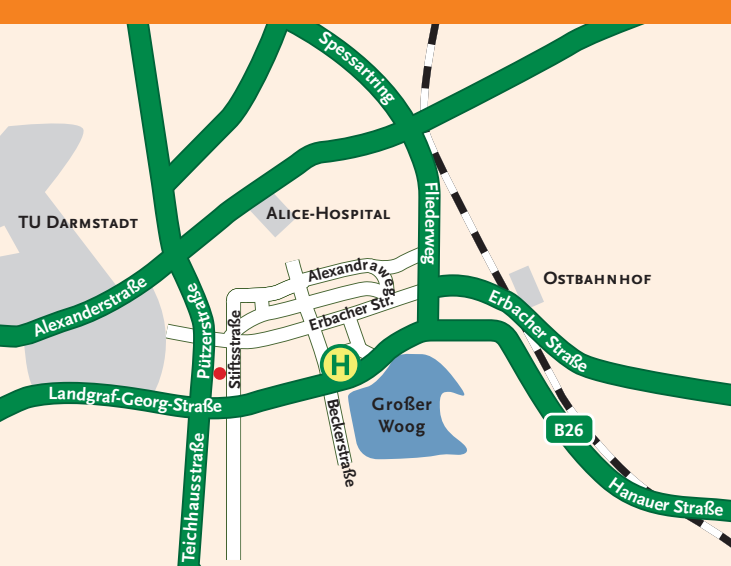 Spessartring
TU Darmstadt
Alice-Hospital
Fliederweg
Alexandraweg
Ostbahnhof
Alexanderstraße
Pützerstraße
Erbacher Str.
Erbacher Straße
Stiftsstraße
H
Landgraf-Georg-Straße
Großer
Woog
Beckerstraße
B26
Teichhausstraße
Hanauer Straße